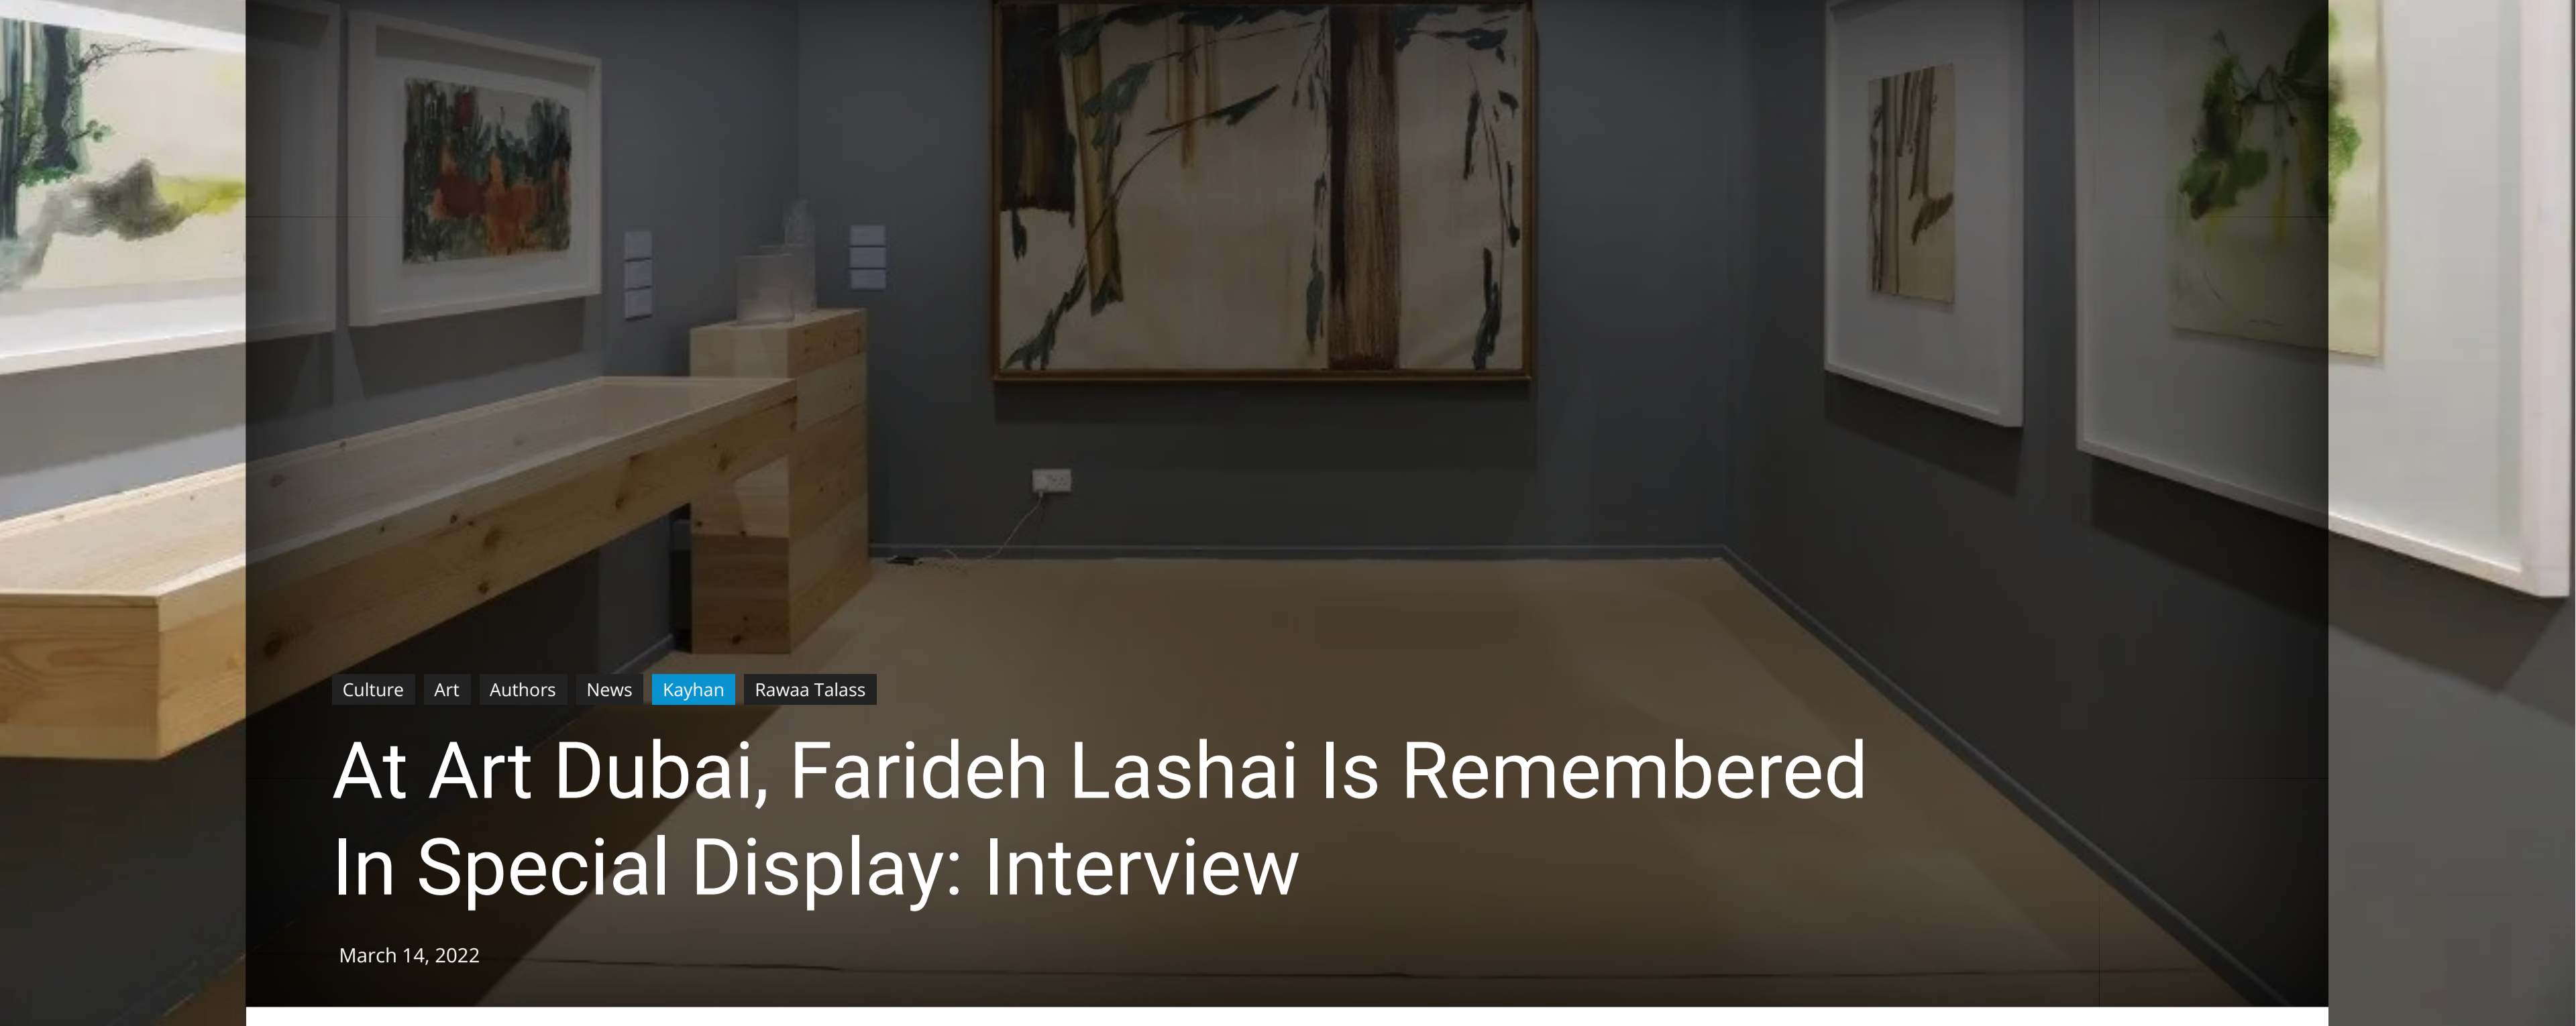 Culture Art Authors News Kayhan Rawaa Talass
At Art Dubai, Farideh Lashai Is Remembered
In Special Display: Interview
March 14, 2022